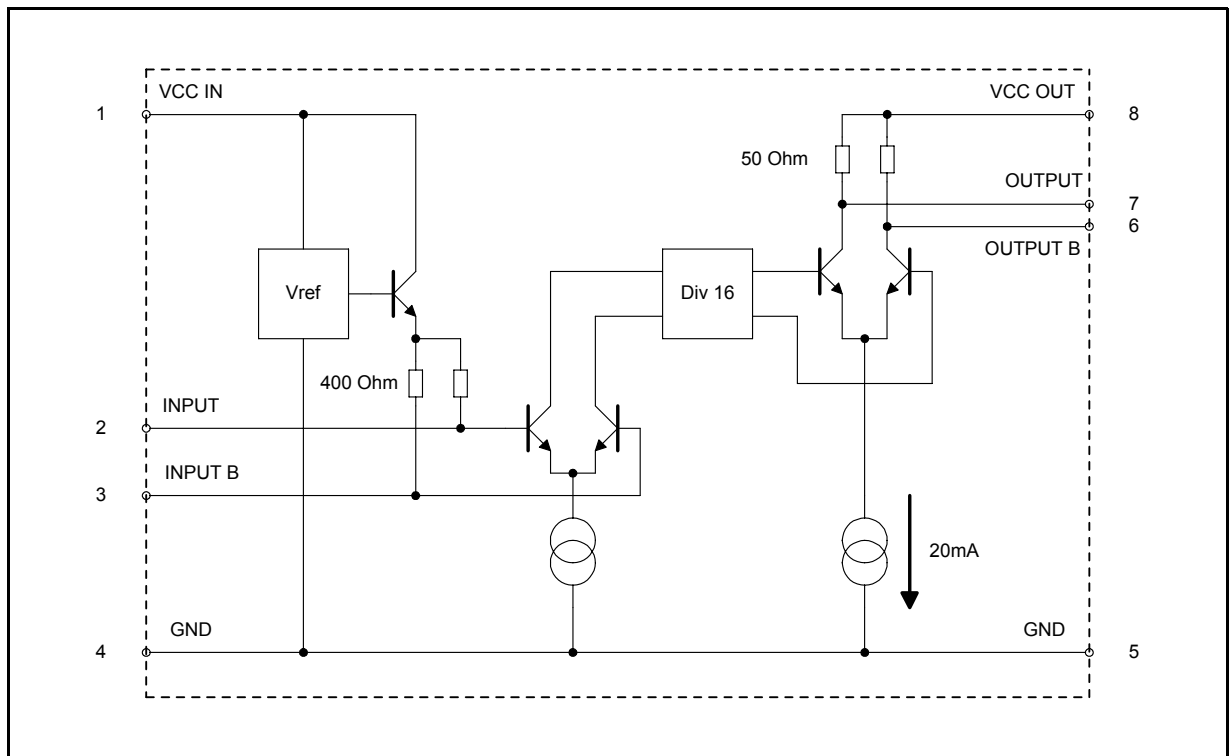 VCC IN
VCC OUT
1
8
50 Ohm
OUTPUT
7
6
OUTPUT B
Vref
Div 16
400 Ohm
INPUT
2
INPUT B
3
20mA
GND
GND
4
5